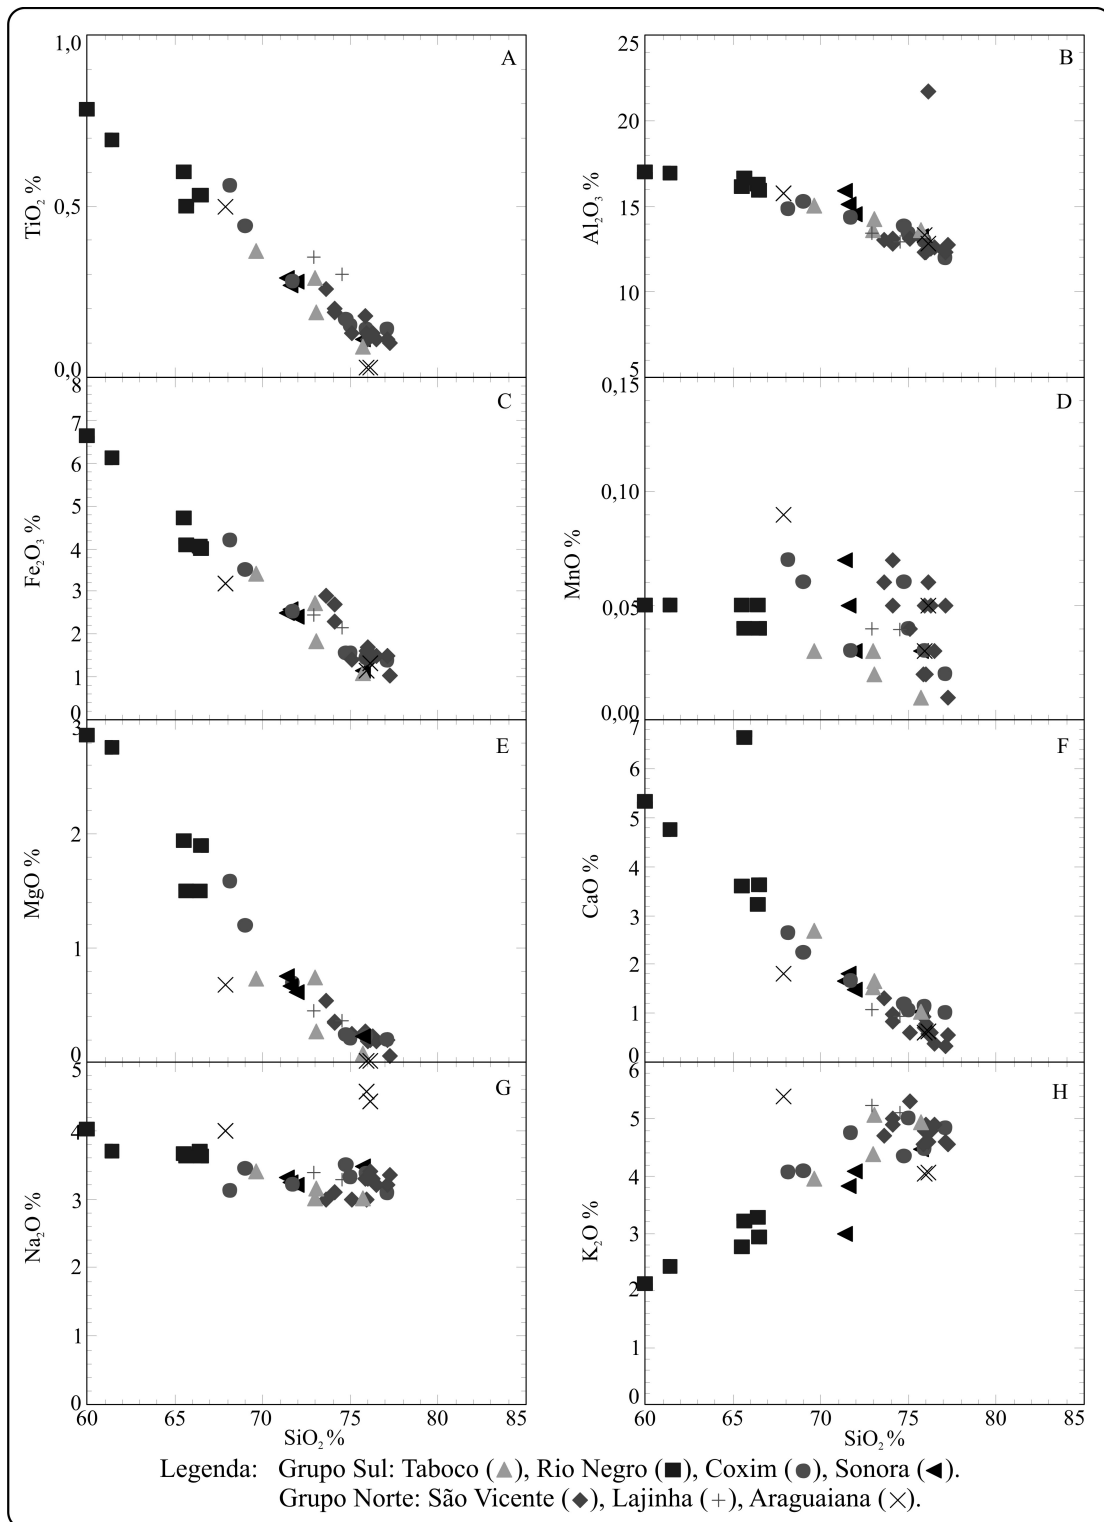 1,0
A
0,5
TiO₂ %
0,0
25
B
20
15
Al₂O₃ %
10
5
8
C
7
6
5
Fe₂O₃ %
4
3
2
1
0
0,15
D
0,10
MnO %
0,05
0,00
3
E
2
MgO %
1
0
7
F
6
5
CaO %
4
3
2
1
0
5
G
4
3
Na₂O %
2
1
0
60 65 70 75 80 85
SiO₂%
6
H
5
4
K₂O %
3
2
1
0
60 65 70 75 80 85
SiO₂%
Legenda: Grupo Sul: Taboco (▲), Rio Negro (■), Coxim (●), Sonora (◀).
Grupo Norte: São Vicente (◆), Lajinha (+), Araguaiana (×).